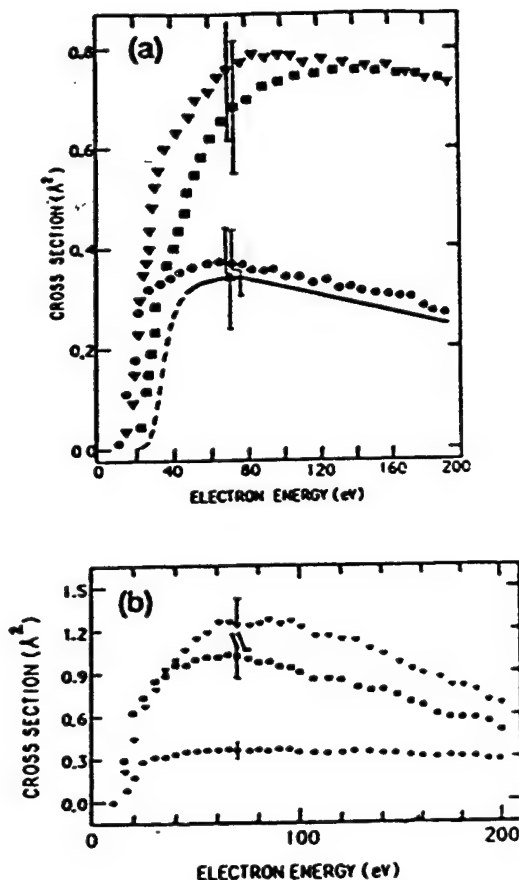 (a)
0.8
0.6
0.4
0.2
0.0
CROSS SECTION (Å²)
0 40 80 120 160 200
ELECTRON ENERGY (eV)
(b)
1.5
1.2
0.9
0.6
0.3
0.0
CROSS SECTION (Å²)
0 100 200
ELECTRON ENERGY (eV)